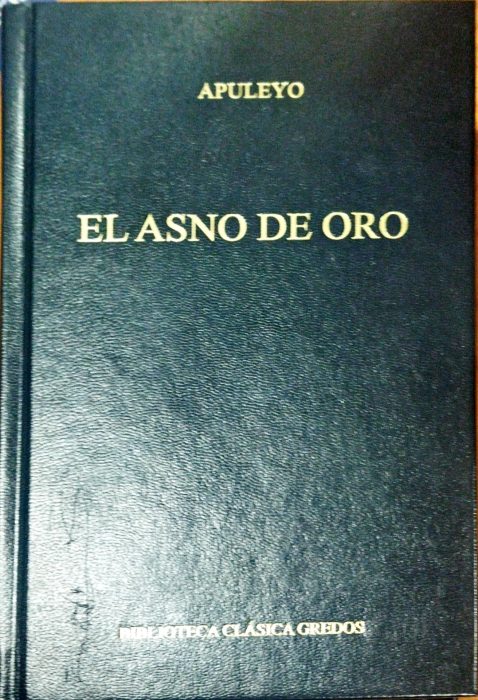 APULEYO
EL ASNO DE ORO
BIBLIOTECA CLÁSICA GREDOS